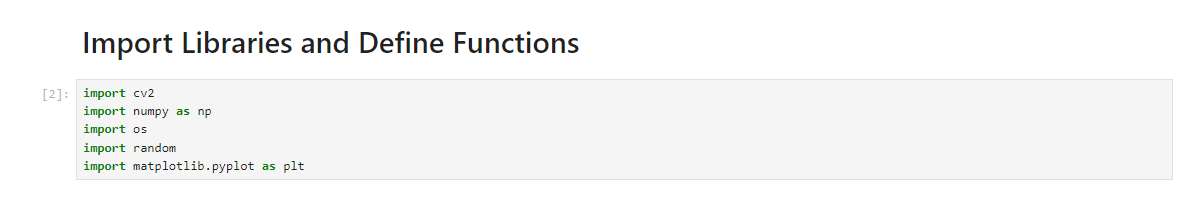 Import Libraries and Define Functions
[2]:
import cv2
import numpy as np
import os
import random
import matplotlib.pyplot as plt